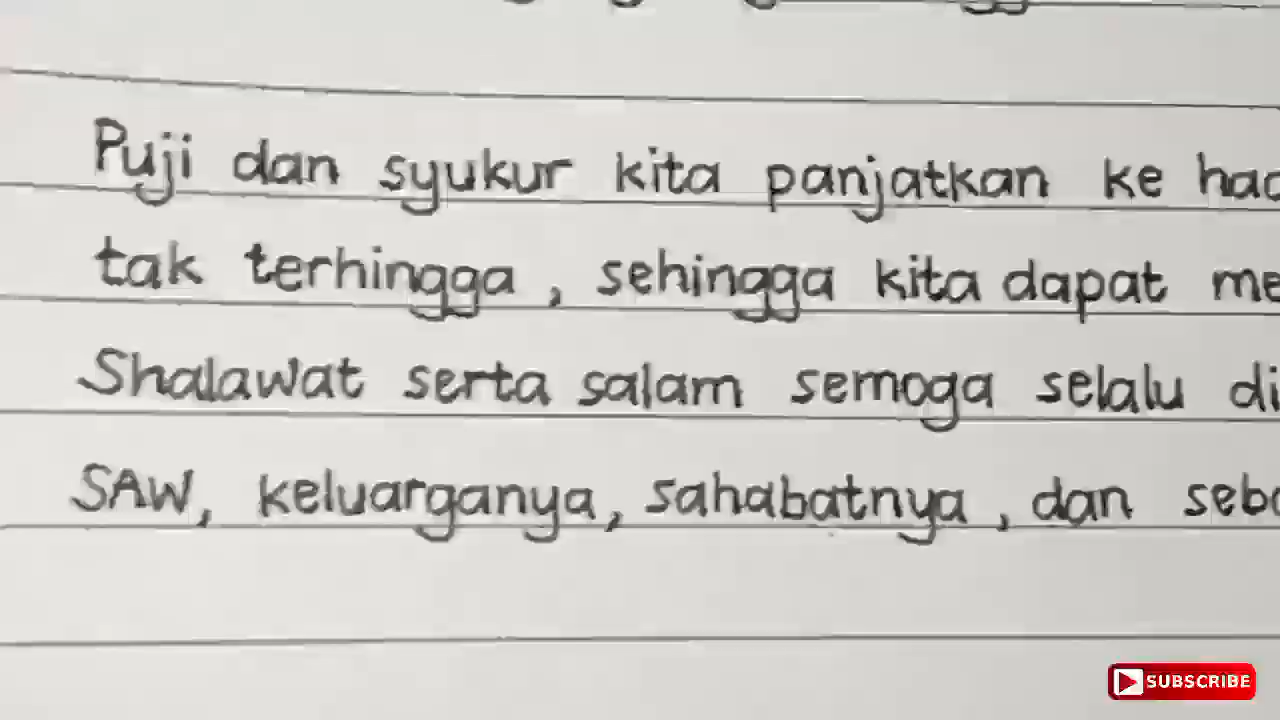 Puji dan syukur kita panjatkan ke
tak terhingga, sehingga kita dapat
Shalawat serta salam semoga selalu
SAW, keluarganya, sahabatnya, dan
SUBSCRIBE